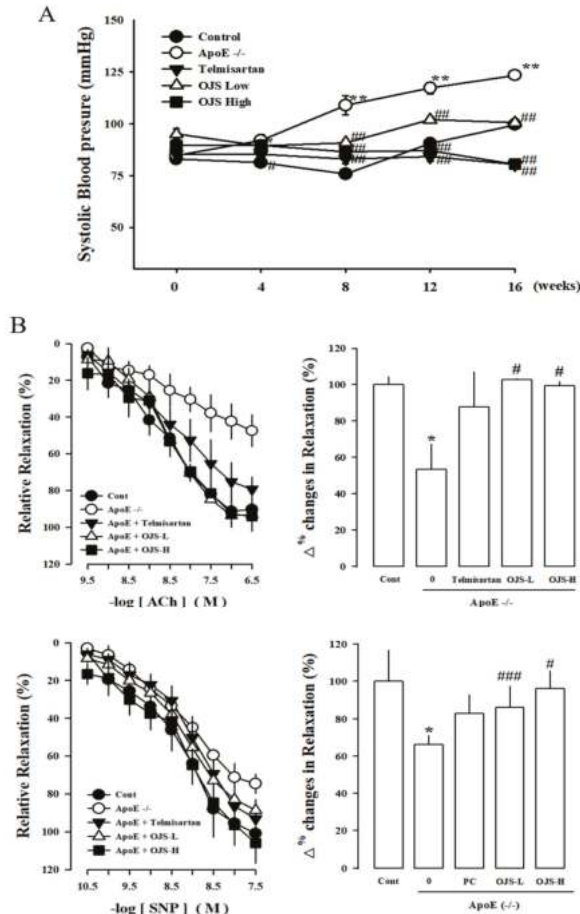 A
Systolic Blood presure (mmHg)
150
125
100
75
50
Control
ApoE -/-
Telmisartan
OJS Low
OJS High
**
**
**
##
##
##
##
##
##
##
##
#
#
0 4 8 12 16 (weeks)
B
Relative Relaxation (%)
0
20
40
60
80
100
120
Cont
ApoE -/-
ApoE + Telmisartan
ApoE + OJS-L
ApoE + OJS-H
9.5 8.5 8.5 7.5 6.5
-log [ ACh ] ( M )
△% changes in Relaxation (%)
120
100
80
60
40
20
0
*
#
#
Cont 0 Telmisartan OJS-L OJS-H
ApoE -/-
Relative Relaxation (%)
0
20
40
60
80
100
120
Cont
ApoE -/-
ApoE + Telmisartan
ApoE + OJS-L
ApoE + OJS-H
10.5 9.5 9.5 8.5 7.5
-log [ SNP ] ( M )
△% changes in Relaxation (%)
120
100
80
60
40
20
0
*
###
#
Cont 0 PC OJS-L OJS-H
ApoE (-/-)